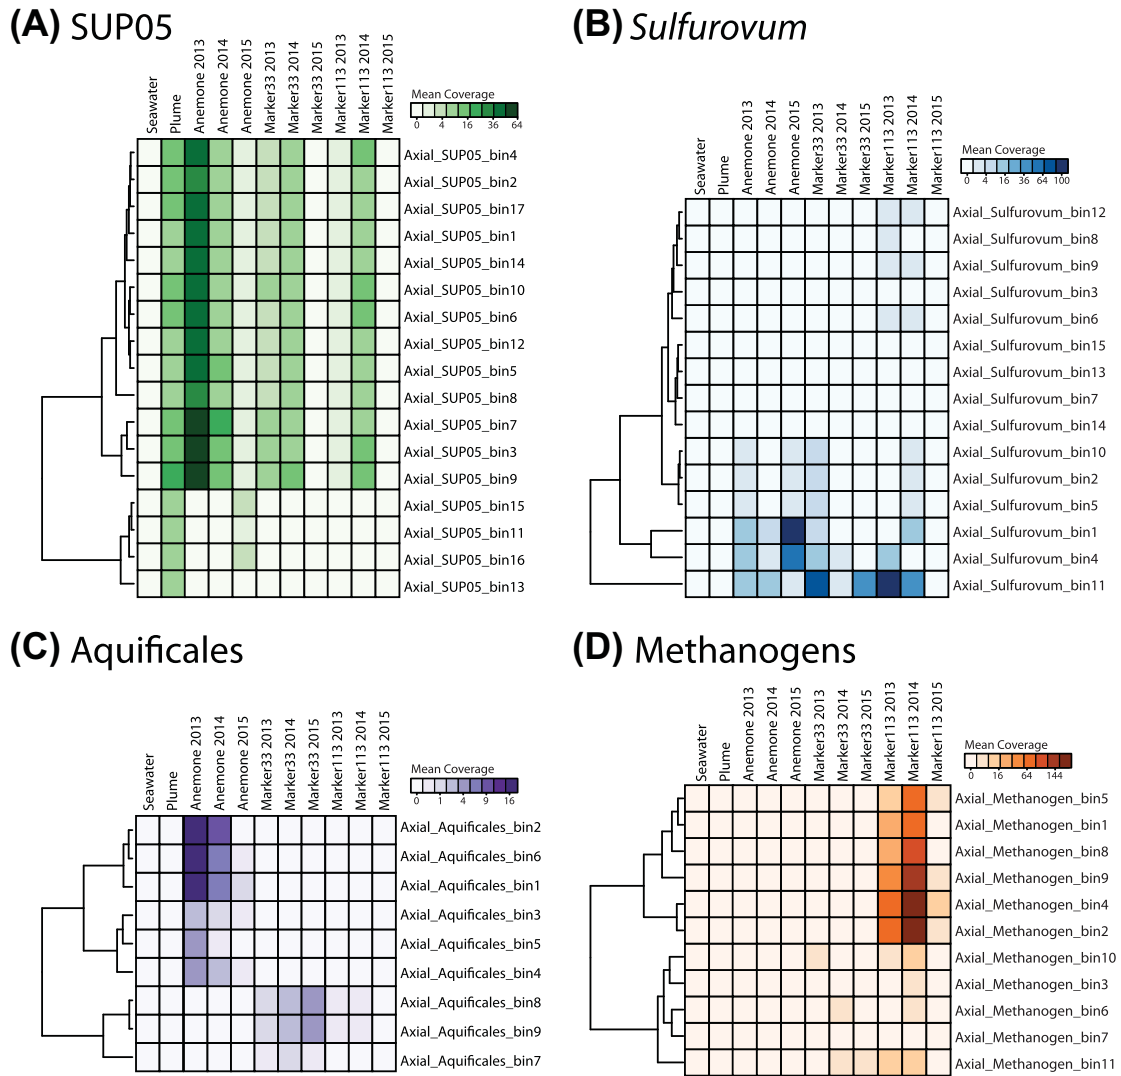 (A) SUP05
Seawater
Plume
Anemone 2013
Anemone 2014
Anemone 2015
Marker33 2013
Marker33 2014
Marker33 2015
Marker113 2013
Marker113 2014
Marker113 2015
Mean Coverage
0 4 16 36 64
Axial_SUP05_bin4
Axial_SUP05_bin2
Axial_SUP05_bin17
Axial_SUP05_bin1
Axial_SUP05_bin14
Axial_SUP05_bin10
Axial_SUP05_bin6
Axial_SUP05_bin12
Axial_SUP05_bin5
Axial_SUP05_bin8
Axial_SUP05_bin7
Axial_SUP05_bin3
Axial_SUP05_bin9
Axial_SUP05_bin15
Axial_SUP05_bin11
Axial_SUP05_bin16
Axial_SUP05_bin13
(B) Sulfurovum
Seawater
Plume
Anemone 2013
Anemone 2014
Anemone 2015
Marker33 2013
Marker33 2014
Marker33 2015
Marker113 2013
Marker113 2014
Marker113 2015
Mean Coverage
0 4 16 36 64 100
Axial_Sulfurovum_bin12
Axial_Sulfurovum_bin8
Axial_Sulfurovum_bin9
Axial_Sulfurovum_bin3
Axial_Sulfurovum_bin6
Axial_Sulfurovum_bin15
Axial_Sulfurovum_bin13
Axial_Sulfurovum_bin7
Axial_Sulfurovum_bin14
Axial_Sulfurovum_bin10
Axial_Sulfurovum_bin2
Axial_Sulfurovum_bin5
Axial_Sulfurovum_bin1
Axial_Sulfurovum_bin4
Axial_Sulfurovum_bin11
(C) Aquificales
Seawater
Plume
Anemone 2013
Anemone 2014
Anemone 2015
Marker33 2013
Marker33 2014
Marker33 2015
Marker113 2013
Marker113 2014
Marker113 2015
Mean Coverage
0 1 4 9 16
Axial_Aquificales_bin2
Axial_Aquificales_bin6
Axial_Aquificales_bin1
Axial_Aquificales_bin3
Axial_Aquificales_bin5
Axial_Aquificales_bin4
Axial_Aquificales_bin8
Axial_Aquificales_bin9
Axial_Aquificales_bin7
(D) Methanogens
Seawater
Plume
Anemone 2013
Anemone 2014
Anemone 2015
Marker33 2013
Marker33 2014
Marker33 2015
Marker113 2013
Marker113 2014
Marker113 2015
Mean Coverage
0 16 64 144
Axial_Methanogen_bin5
Axial_Methanogen_bin1
Axial_Methanogen_bin8
Axial_Methanogen_bin9
Axial_Methanogen_bin4
Axial_Methanogen_bin2
Axial_Methanogen_bin10
Axial_Methanogen_bin3
Axial_Methanogen_bin6
Axial_Methanogen_bin7
Axial_Methanogen_bin11